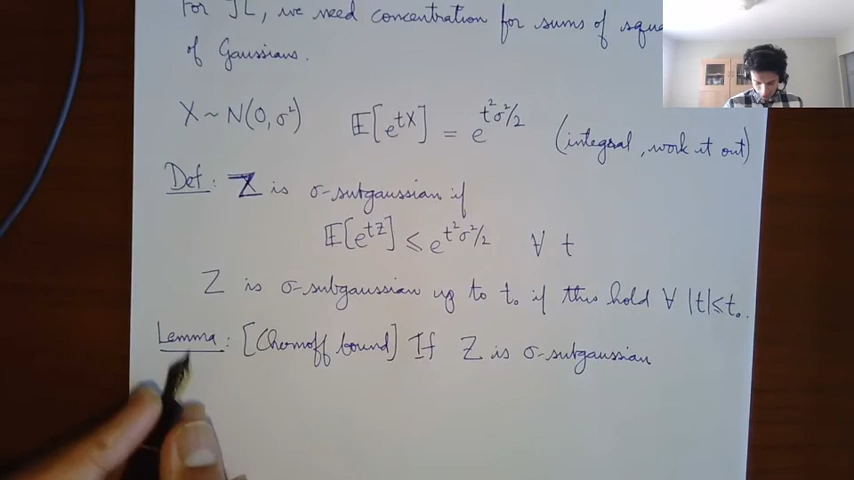 For JL, we need concentration for sums of squa
of Gaussians.
X ~ N(0, σ²) 𝔼[e^{tX}] = e^{t²σ²/2} (integral, work it out)
Def: Z is σ-subgaussian if
𝔼[e^{tZ}] ≤ e^{t²σ²/2} ∀ t
Z is σ-subgaussian up to t₀ if this hold ∀ |t| ≤ t₀.
Lemma: [Chernoff bound] If Z is σ-subgaussian